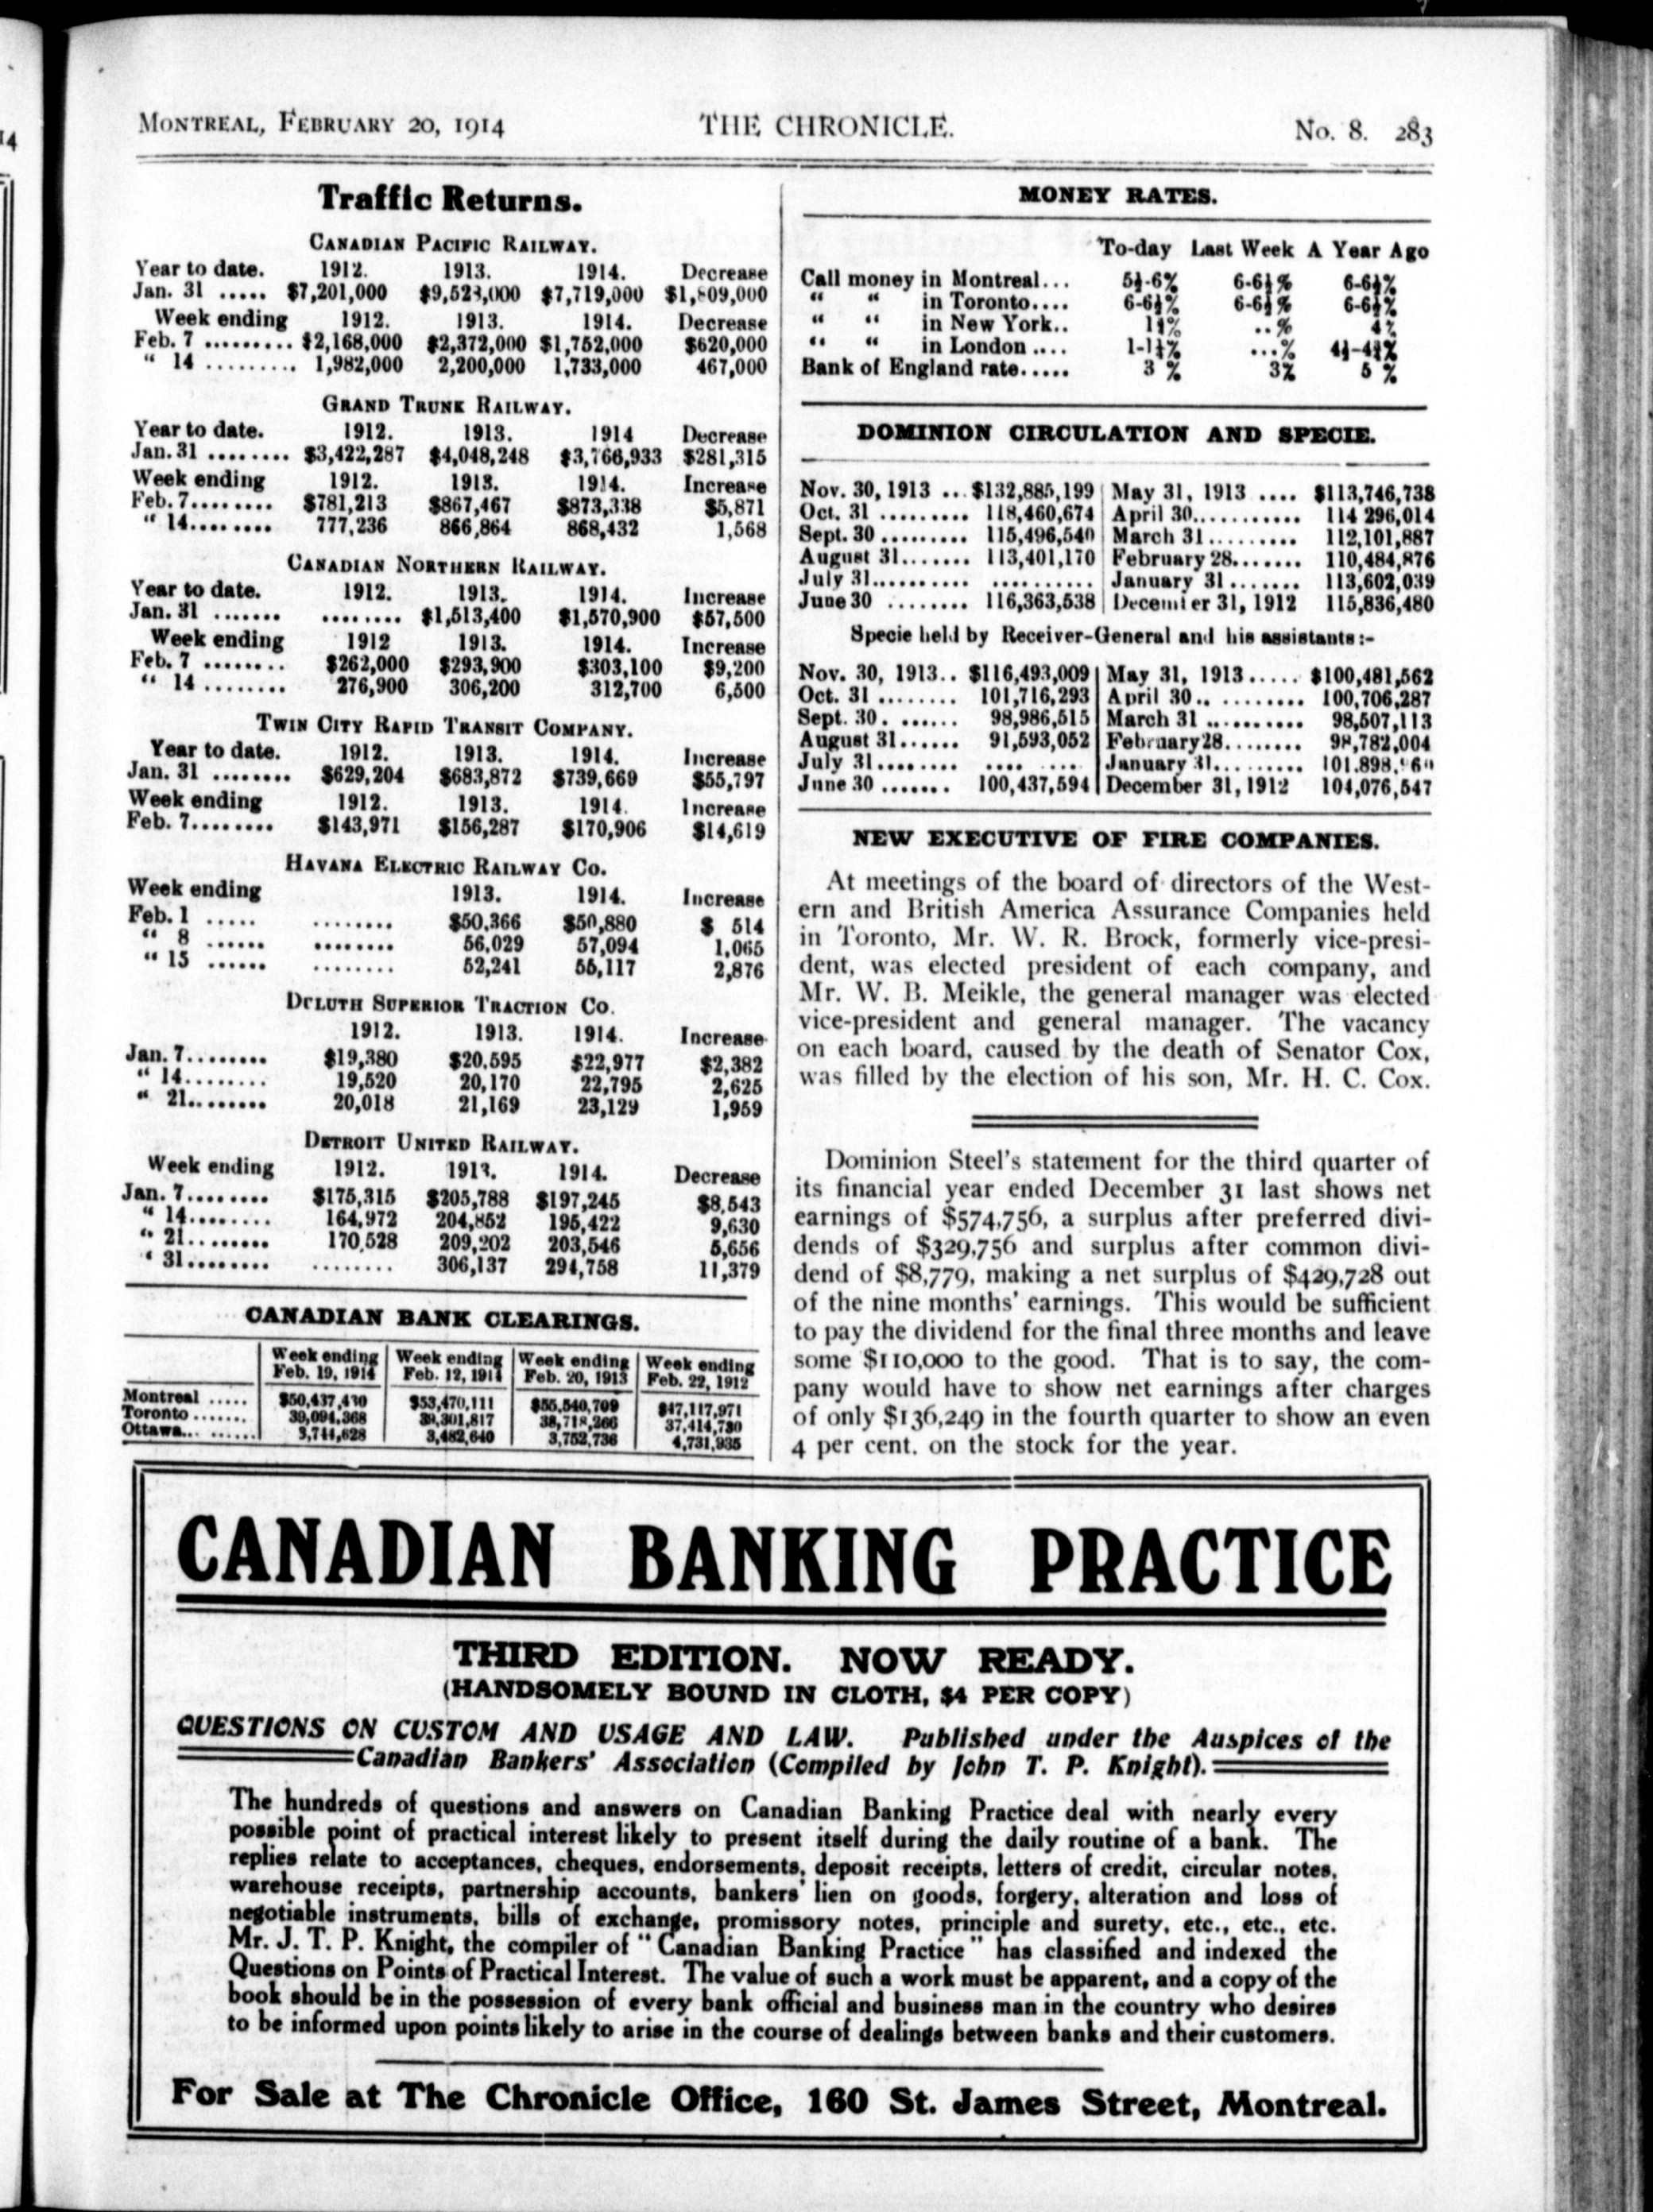 MONTREAL, FEBRUARY 20, 1914 THE CHRONICLE. No. 8. 283
Traffic Returns.
CANADIAN PACIFIC RAILWAY.
Year to date. 1912. 1913. 1914. Decrease
Jan. 31 ..... $7,201,000 $9,528,000 $7,719,000 $1,809,000
Week ending 1912. 1913. 1914. Decrease
Feb. 7 ......... $2,168,000 $2,372,000 $1,752,000 $620,000
" 14 ......... 1,982,000 2,200,000 1,733,000 467,000
GRAND TRUNK RAILWAY.
Year to date. 1912. 1913. 1914 Decrease
Jan. 31 ........ $3,422,287 $4,048,248 $3,766,933 $281,315
Week ending 1912. 1913. 1914. Increase
Feb. 7........ $781,213 $867,467 $873,338 $5,871
" 14........ 777,236 866,864 868,432 1,568
CANADIAN NORTHERN RAILWAY.
Year to date. 1912. 1913. 1914. Increase
Jan. 31 ....... ........ $1,513,400 $1,570,900 $57,500
Week ending 1912 1913. 1914. Increase
Feb. 7 ........ $262,000 $293,900 $303,100 $9,200
" 14 ........ 276,900 306,200 312,700 6,500
TWIN CITY RAPID TRANSIT COMPANY.
Year to date. 1912. 1913. 1914. Increase
Jan. 31 ........ $629,204 $683,872 $739,669 $55,797
Week ending 1912. 1913. 1914. Increase
Feb. 7........ $143,971 $156,287 $170,906 $14,619
HAVANA ELECTRIC RAILWAY CO.
Week ending 1913. 1914. Increase
Feb. 1 ..... ........ $50,366 $50,880 $ 514
" 8 ...... ........ 56,029 57,094 1,065
" 15 ...... ........ 52,241 55,117 2,876
DULUTH SUPERIOR TRACTION CO.
1912. 1913. 1914. Increase
Jan. 7........ $19,380 $20,595 $22,977 $2,382
" 14........ 19,520 20,170 22,795 2,625
" 21........ 20,018 21,169 23,129 1,959
DETROIT UNITED RAILWAY.
Week ending 1912. 1913. 1914. Decrease
Jan. 7........ $175,315 $205,788 $197,245 $8,543
" 14........ 164,972 204,852 195,422 9,630
" 21........ 170,528 209,202 203,546 5,656
' 31........ ........ 306,137 294,758 11,379
CANADIAN BANK CLEARINGS.
Week ending Week ending Week ending Week ending
Feb. 19, 1914 Feb. 12, 1914 Feb. 20, 1913 Feb. 22, 1912
Montreal ..... $50,437,430 $53,470,111 $55,540,709 $47,117,971
Toronto ....... 39,094,368 39,301,817 38,718,266 37,414,730
Ottawa... ...... 3,744,628 3,482,640 3,752,736 4,731,935
MONEY RATES.
To-day Last Week A Year Ago
Call money in Montreal... 5½-6% 6-6½% 6-6½%
" " in Toronto.... 6-6½% 6-6½% 6-6½%
" " in New York.. ..% 4%
" " in London .... ...%
Bank of England rate..... 3 % 3% 5 %
DOMINION CIRCULATION AND SPECIE.
Nov. 30, 1913 ... $132,885,199 May 31, 1913 .... $113,746,738
Oct. 31 ......... 118,460,674 April 30........... 114 296,014
Sept. 30 ......... 115,496,540 March 31......... 112,101,887
August 31....... 113,401,170 February 28....... 110,484,876
July 31.......... .......... January 31....... 113,602,039
June 30 ........ 116,363,538 December 31, 1912 115,836,480
Specie held by Receiver-General and his assistants:-
Nov. 30, 1913.. $116,493,009 May 31, 1913..... $100,481,562
Oct. 31 ........ 101,716,293 April 30.. ......... 100,706,287
Sept. 30. ...... 98,986,515 March 31 .......... 98,507,113
August 31...... 91,593,052 February 28........ 98,782,004
July 31........ .... ..... January 31.........
June 30 ....... 100,437,594 December 31, 1912 104,076,547
NEW EXECUTIVE OF FIRE COMPANIES.
At meetings of the board of directors of the West-
ern and British America Assurance Companies held
in Toronto, Mr. W. R. Brock, formerly vice-presi-
dent, was elected president of each company, and
Mr. W. B. Meikle, the general manager was elected
vice-president and general manager. The vacancy
on each board, caused by the death of Senator Cox,
was filled by the election of his son, Mr. H. C. Cox.
Dominion Steel's statement for the third quarter of
its financial year ended December 31 last shows net
earnings of $574,756, a surplus after preferred divi-
dends of $329,756 and surplus after common divi-
dend of $8,779, making a net surplus of $429,728 out
of the nine months' earnings. This would be sufficient
to pay the dividend for the final three months and leave
some $110,000 to the good. That is to say, the com-
pany would have to show net earnings after charges
of only $136,249 in the fourth quarter to show an even
4 per cent. on the stock for the year.
CANADIAN BANKING PRACTICE
THIRD EDITION. NOW READY.
(HANDSOMELY BOUND IN CLOTH, $4 PER COPY)
QUESTIONS ON CUSTOM AND USAGE AND LAW. Published under the Auspices of the
Canadian Bankers' Association (Compiled by John T. P. Knight).
The hundreds of questions and answers on Canadian Banking Practice deal with nearly every
possible point of practical interest likely to present itself during the daily routine of a bank. The
replies relate to acceptances, cheques, endorsements, deposit receipts, letters of credit, circular notes,
warehouse receipts, partnership accounts, bankers' lien on goods, forgery, alteration and loss of
negotiable instruments, bills of exchange, promissory notes, principle and surety, etc., etc., etc.
Mr. J. T. P. Knight, the compiler of "Canadian Banking Practice" has classified and indexed the
Questions on Points of Practical Interest. The value of such a work must be apparent, and a copy of the
book should be in the possession of every bank official and business man in the country who desires
to be informed upon points likely to arise in the course of dealings between banks and their customers.
For Sale at The Chronicle Office, 160 St. James Street, Montreal.